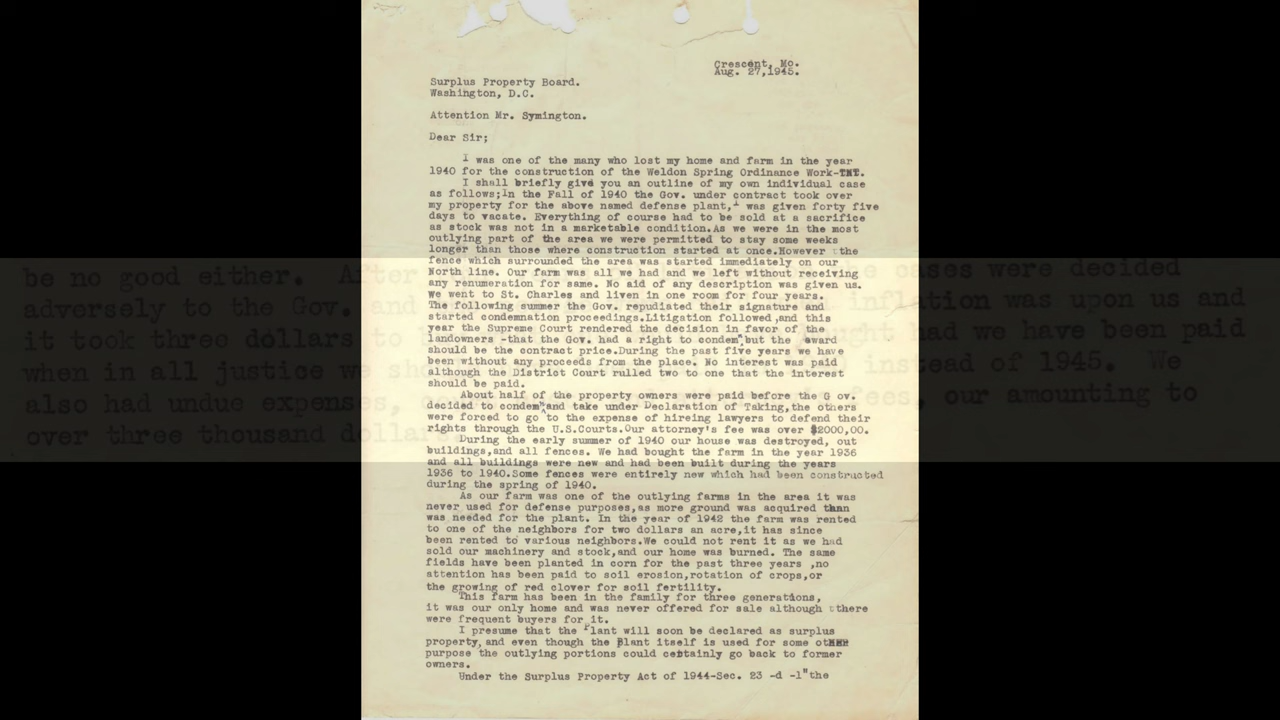 Crescent, Mo.
Aug. 27,1945.
Surplus Property Board.
Washington, D.C.
Attention Mr. Symington.
Dear Sir;
I was one of the many who lost my home and farm in the year
1940 for the construction of the Weldon Spring Ordinance Work-TNT.
I shall briefly give you an outline of my own individual case
as follows;in the Fall of 1940 the Gov. under contract took over
my property for the above named defense plant, I was given forty five
days to vacate. Everything of course had to be sold at a sacrifice
as stock was not in a marketable condition.As we were in the most
outlying part of the area we were permitted to stay some weeks
longer than those where construction started at once.However the
fence which surrounded the area was started immediately on our
North line. Our farm was all we had and we left without receiving
any renumeration for same. No aid of any description was given us.
We went to St. Charles and liven in one room for four years.
The following summer the Gov. repudiated their signature and
started condemnation proceedings.Litigation followed,and this
year the Supreme Court rendered the decision in favor of the
landowners -that the Gov. had a right to condemn but the award
should be the contract price.During the past five years we have
been without any proceeds from the place. No interest was paid
although the District Court rulled two to one that the interest
should be paid.
About half of the property owners were paid before the G ov.
decided to condemn and take under Declaration of Taking,the others
were forced to go to the expense of hireing lawyers to defend their
rights through the U.S.Courts.Our attorney's fee was over $2000,00.
During the early summer of 1940 our house was destroyed, out
buildings,and all fences. We had bought the farm in the year 1936
and all buildings were new and had been built during the years
1936 to 1940.Some fences were entirely new which had been constructed
during the spring of 1940.
As our farm was one of the outlying farms in the area it was
never used for defense purposes,as more ground was acquired than
was needed for the plant. In the year of 1942 the farm was rented
to one of the neighbors for two dollars an acre,it has since
been rented to various neighbors.We could not rent it as we had
sold our machinery and stock,and our home was burned. The same
fields have been planted in corn for the past three years ,no
attention has been paid to soil erosion,rotation of crops,or
the growing of red clover for soil fertility.
This farm has been in the family for three generations,
it was our only home and was never offered for sale although there
were frequent buyers for it.
I presume that the Plant will soon be declared as surplus
property,and even though the Plant itself is used for some other
purpose the outlying portions could certainly go back to former
owners.
Under the Surplus Property Act of 1944-Sec. 23 -d -1"the
be no good either. After cases were decided
adversely to the Gov. and inflation was upon us and
it took three dollars to had we have been paid
when in all justice we instead of 1945. We
also had undue expenses, fees, our amounting to
over three thousand dollars